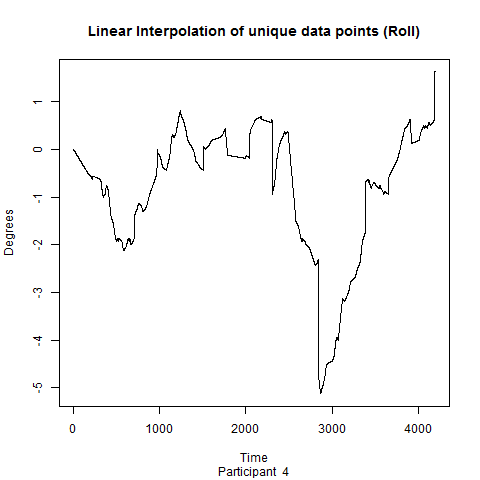 Linear Interpolation of unique data points (Roll)
Degrees
1
0
-1
-2
-3
-4
-5
0 1000 2000 3000 4000
Time
Participant 4